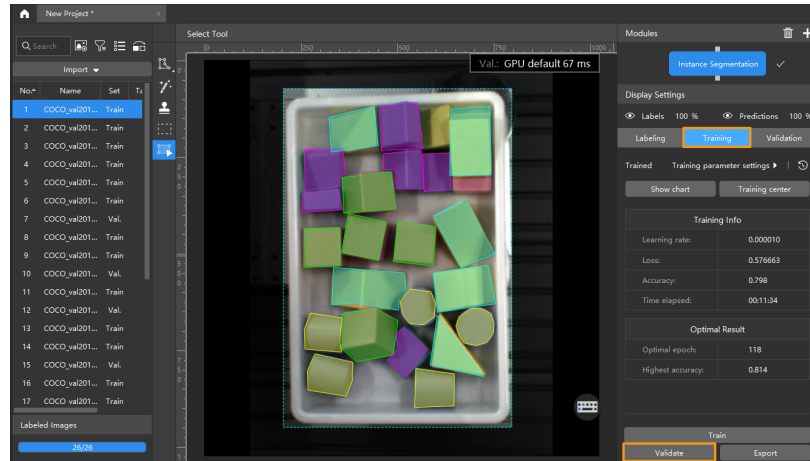 New Project *
Select Tool
Modules
Search
Val.: GPU default 67 ms
Instance Segmentation
Import
Display Settings
No. Name Set
1 COCO_val201... Train
2 COCO_val201... Train
3 COCO_val201... Train
4 COCO_val201... Train
5 COCO_val201... Train
6 COCO_val201... Train
7 COCO_val201... Val.
8 COCO_val201... Train
9 COCO_val201... Train
10 COCO_val201... Val.
11 COCO_val201... Train
12 COCO_val201... Val.
13 COCO_val201... Train
14 COCO_val201... Train
15 COCO_val201... Val.
16 COCO_val201... Train
17 COCO_val201... Train
Labeled Images
26/26
0 250 500 750 1000
Labels 100 % Predictions 100 %
Labeling Training Validation
Trained Training parameter settings
Show chart Training center
Training Info
Learning rate: 0.000010
Loss: 0.576663
Accuracy: 0.798
Time elapsed: 00:11:34
Optimal Result
Optimal epoch: 118
Highest accuracy: 0.814
Train
Validate Export